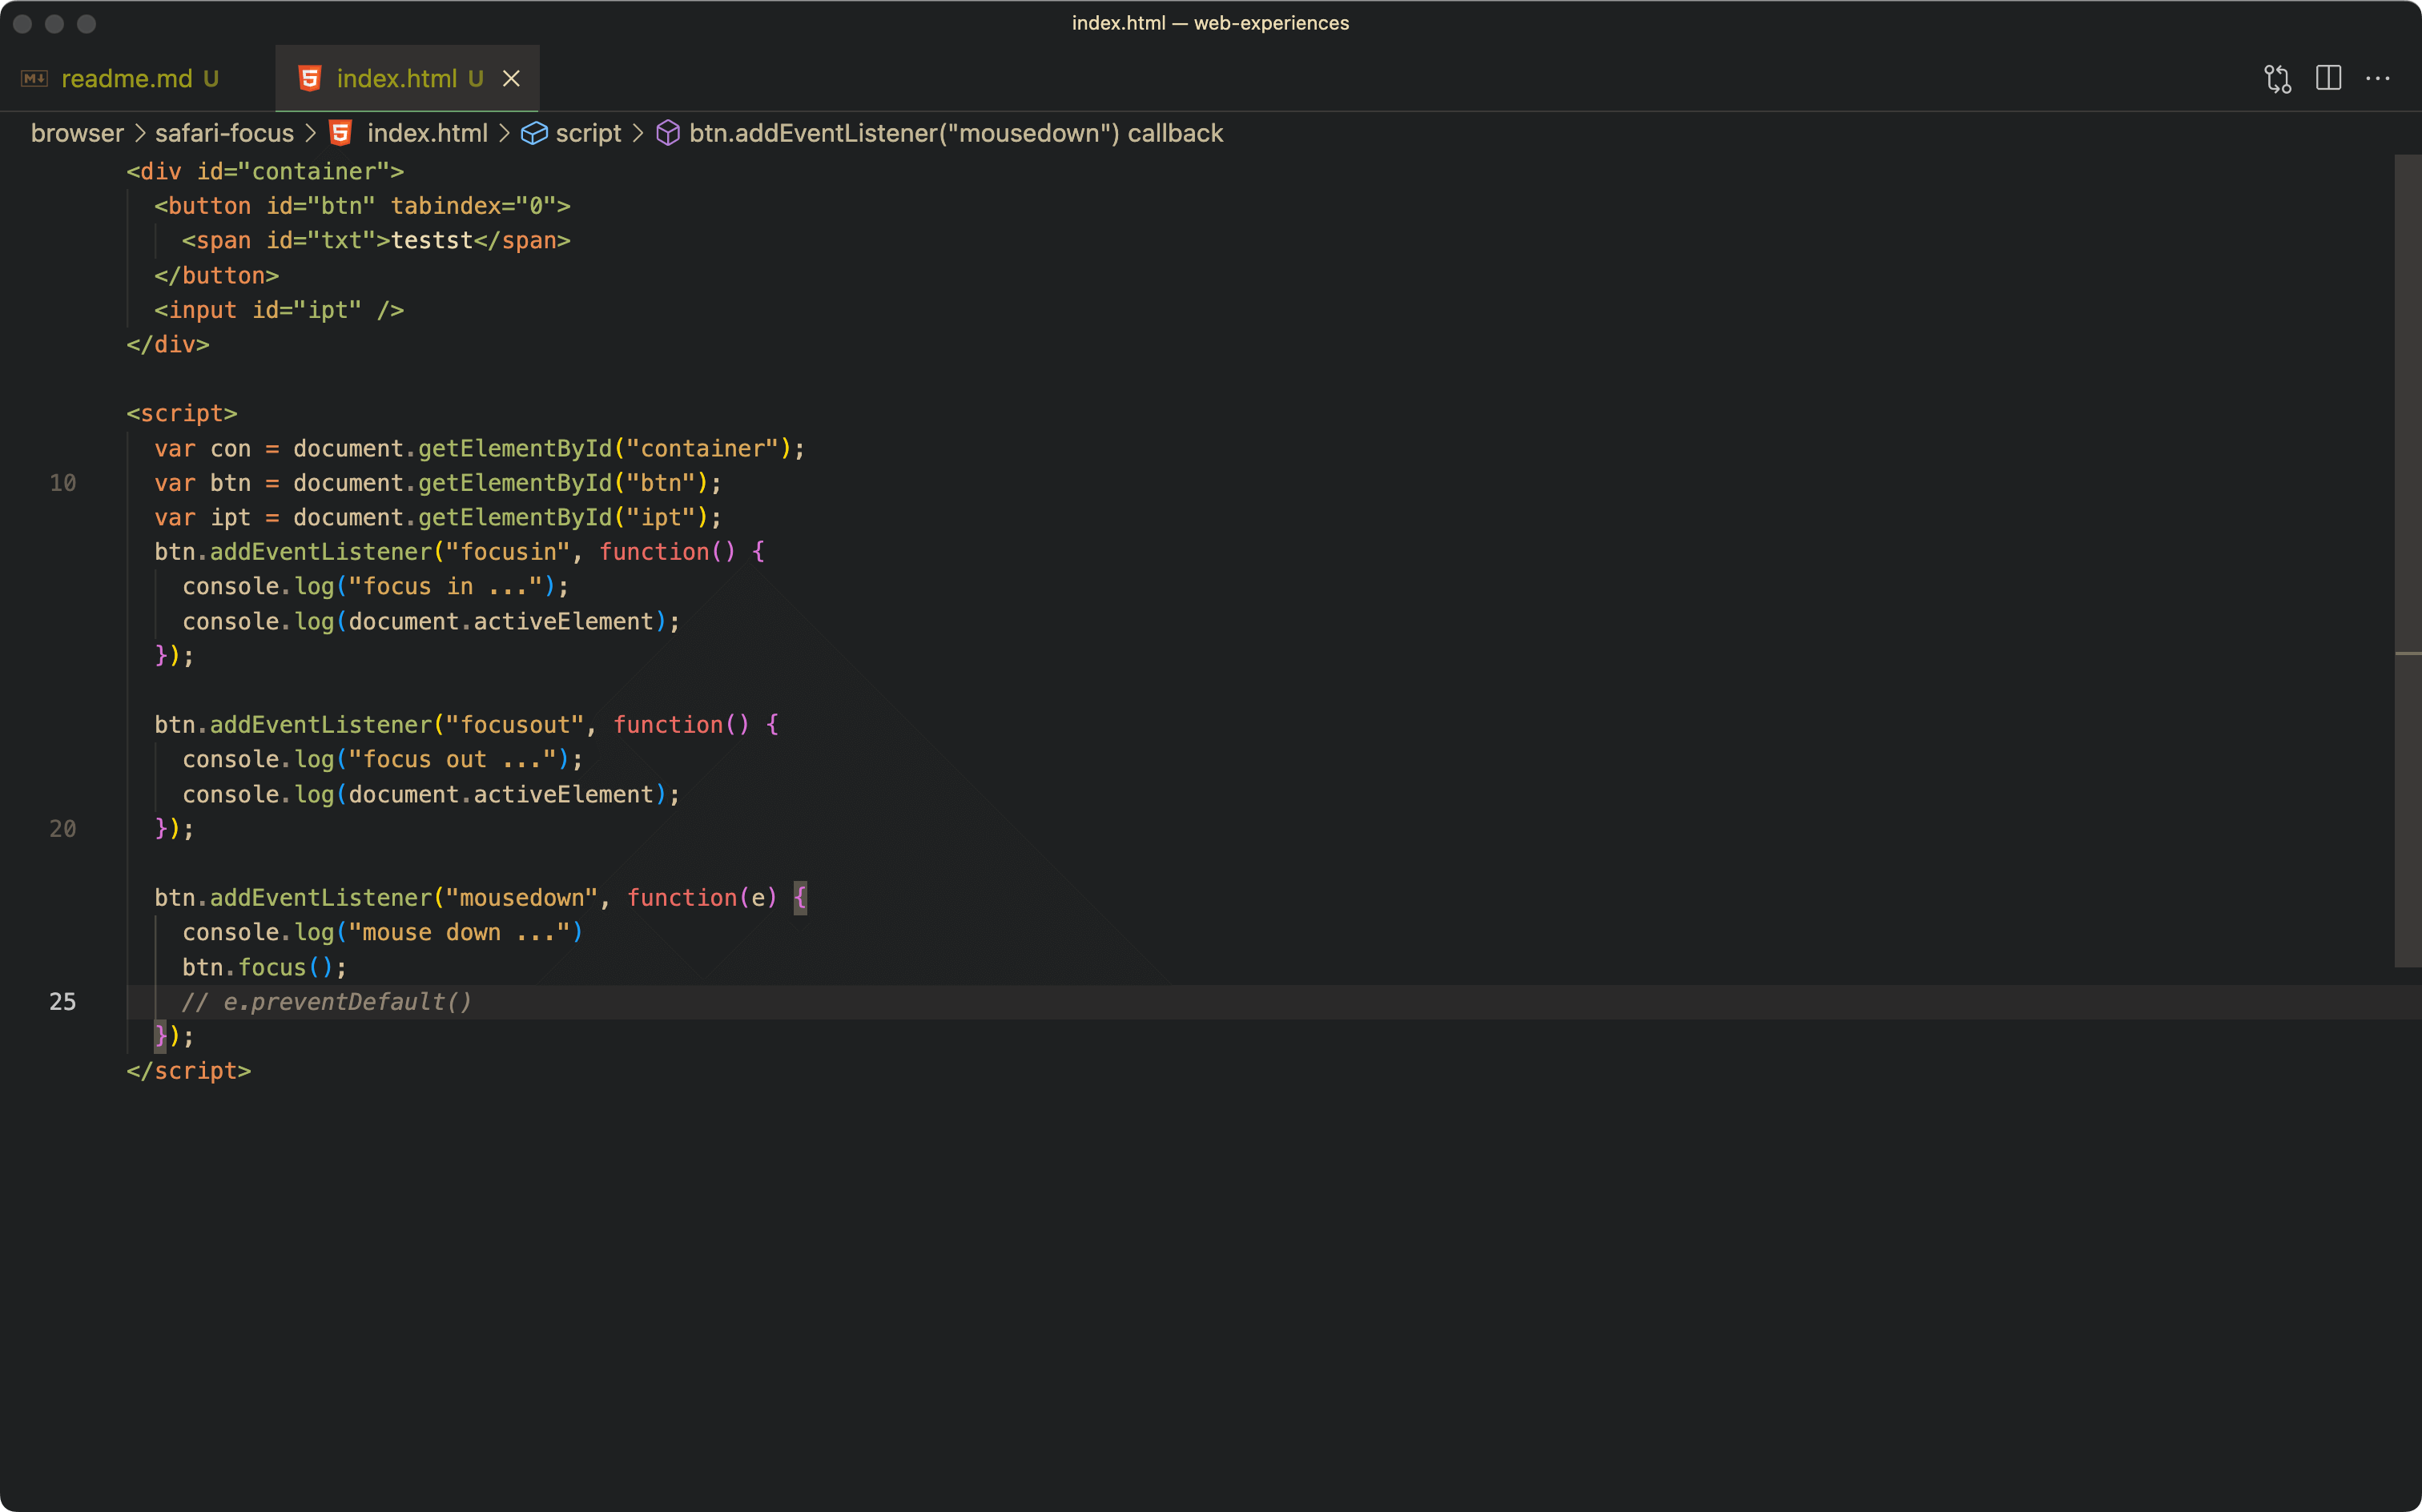 index.html — web-experiences
readme.md U index.html U
browser > safari-focus > index.html > script > btn.addEventListener("mousedown") callback
<div id="container">
<button id="btn" tabindex="0">
<span id="txt">testst</span>
</button>
<input id="ipt" />
</div>
<script>
var con = document.getElementById("container");
10 var btn = document.getElementById("btn");
var ipt = document.getElementById("ipt");
btn.addEventListener("focusin", function() {
console.log("focus in ...");
console.log(document.activeElement);
});
btn.addEventListener("focusout", function() {
console.log("focus out ...");
console.log(document.activeElement);
20 });
btn.addEventListener("mousedown", function(e) {
console.log("mouse down ...")
btn.focus();
25 // e.preventDefault()
});
</script>